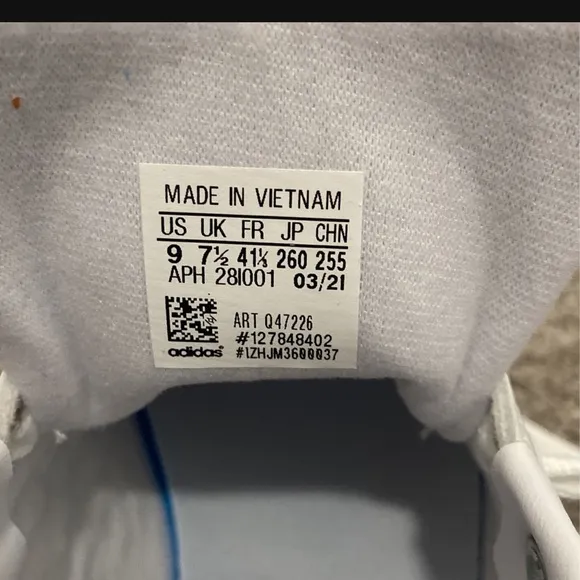 MADE IN VIETNAM
US UK FR JP CHN
9 7½ 41⅓ 260 255
APH 28I001 03/21
ART Q47226
#127848402
adidas #1ZHJM3600037